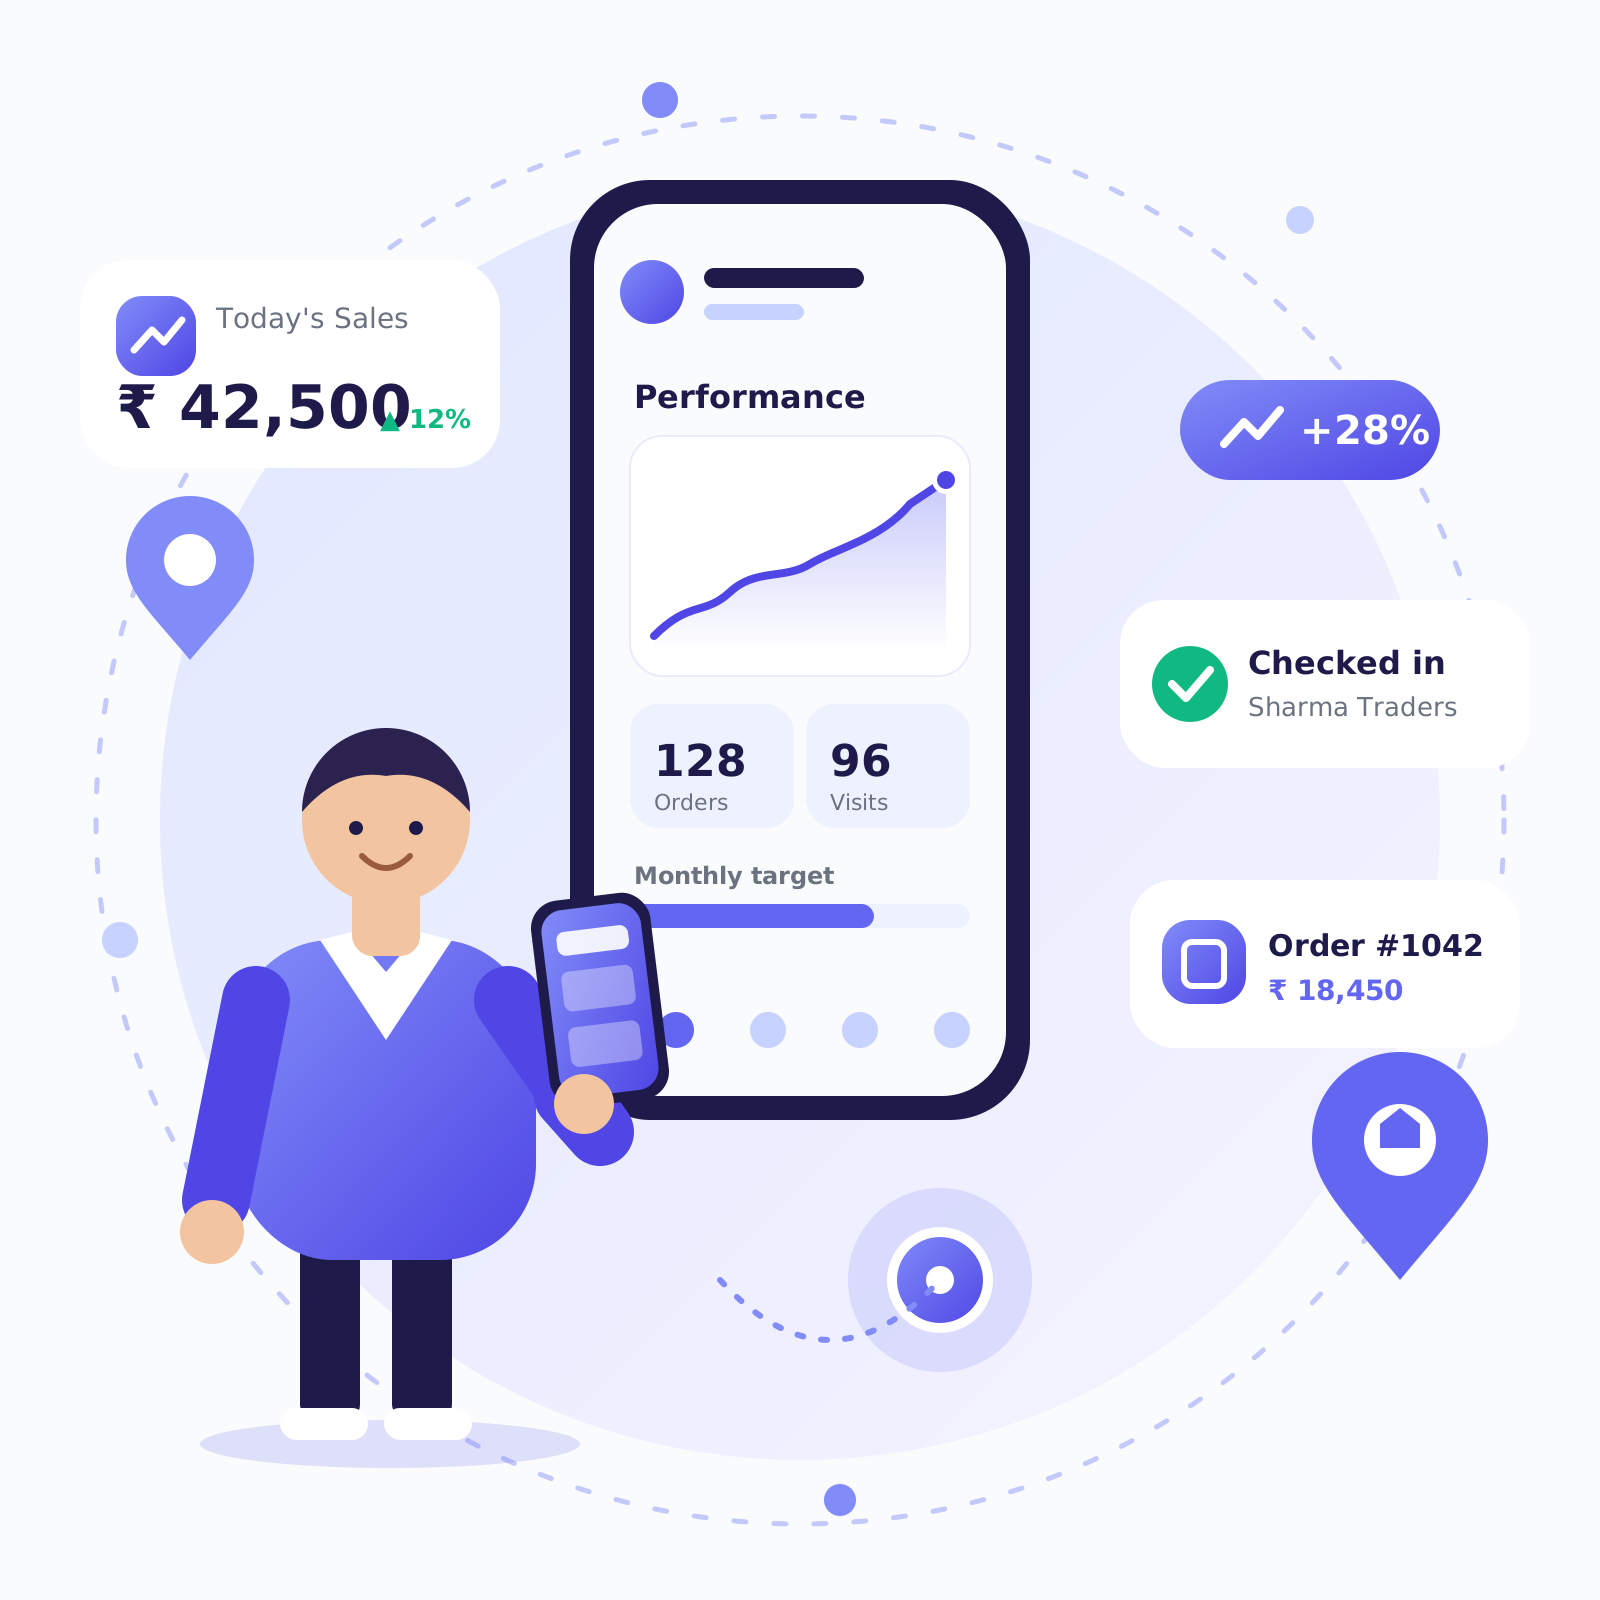 Today's Sales
₹ 42,500 ▲ 12%
Performance
+28%
Checked in
Sharma Traders
128
Orders
96
Visits
Monthly target
Order #1042
₹ 18,450